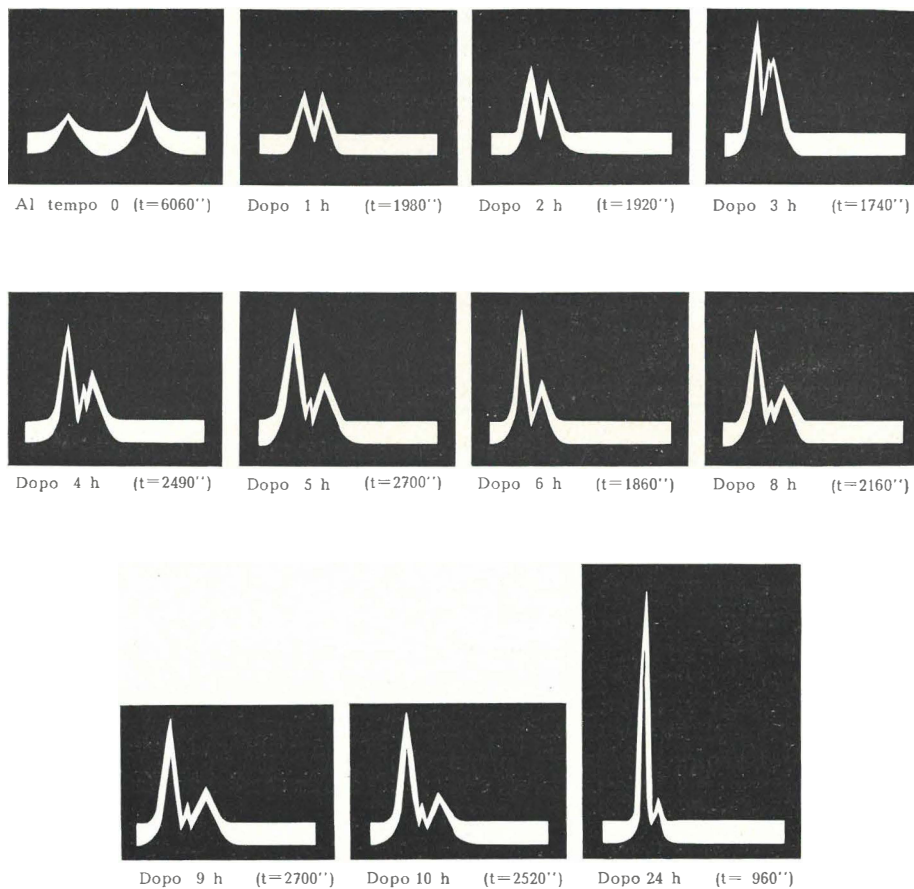 Al tempo 0 (t=6060'') Dopo 1 h (t=1980'') Dopo 2 h (t=1920'') Dopo 3 h (t=1740'')
Dopo 4 h (t=2490'') Dopo 5 h (t=2700'') Dopo 6 h (t=1860'') Dopo 8 h (t=2160'')
Dopo 9 h (t=2700'') Dopo 10 h (t=2520'') Dopo 24 h (t= 960'')